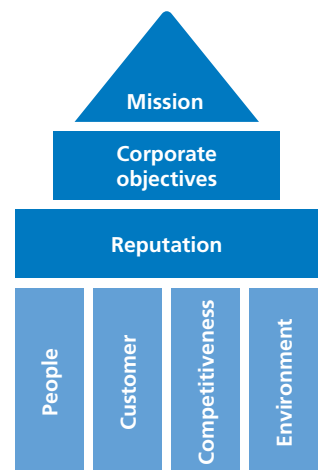 Mission
Corporate
objectives
Reputation
People
Customer
Competitiveness
Environment